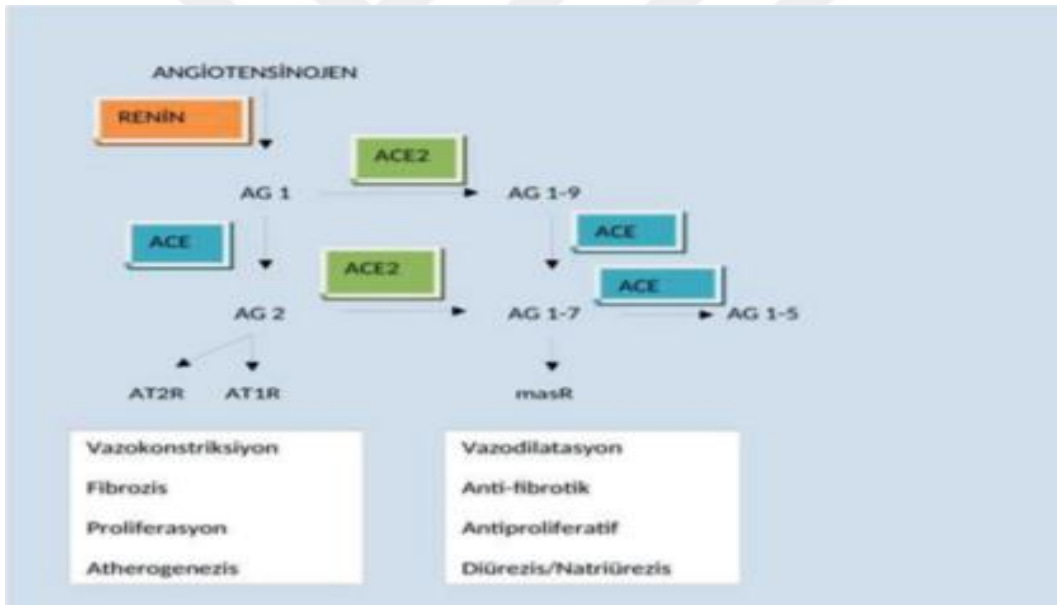 ANGİOTENSİNOJEN
RENİN
ACE2
AG 1
AG 1-9
ACE
ACE
ACE2
ACE
AG 2
AG 1-7
AG 1-5
AT2R
AT1R
masR
Vazokonstriksiyon
Fibrozis
Proliferasyon
Atherogenezis
Vazodilatasyon
Anti-fibrotik
Antiproliferatif
Diürezis/Natriürezis